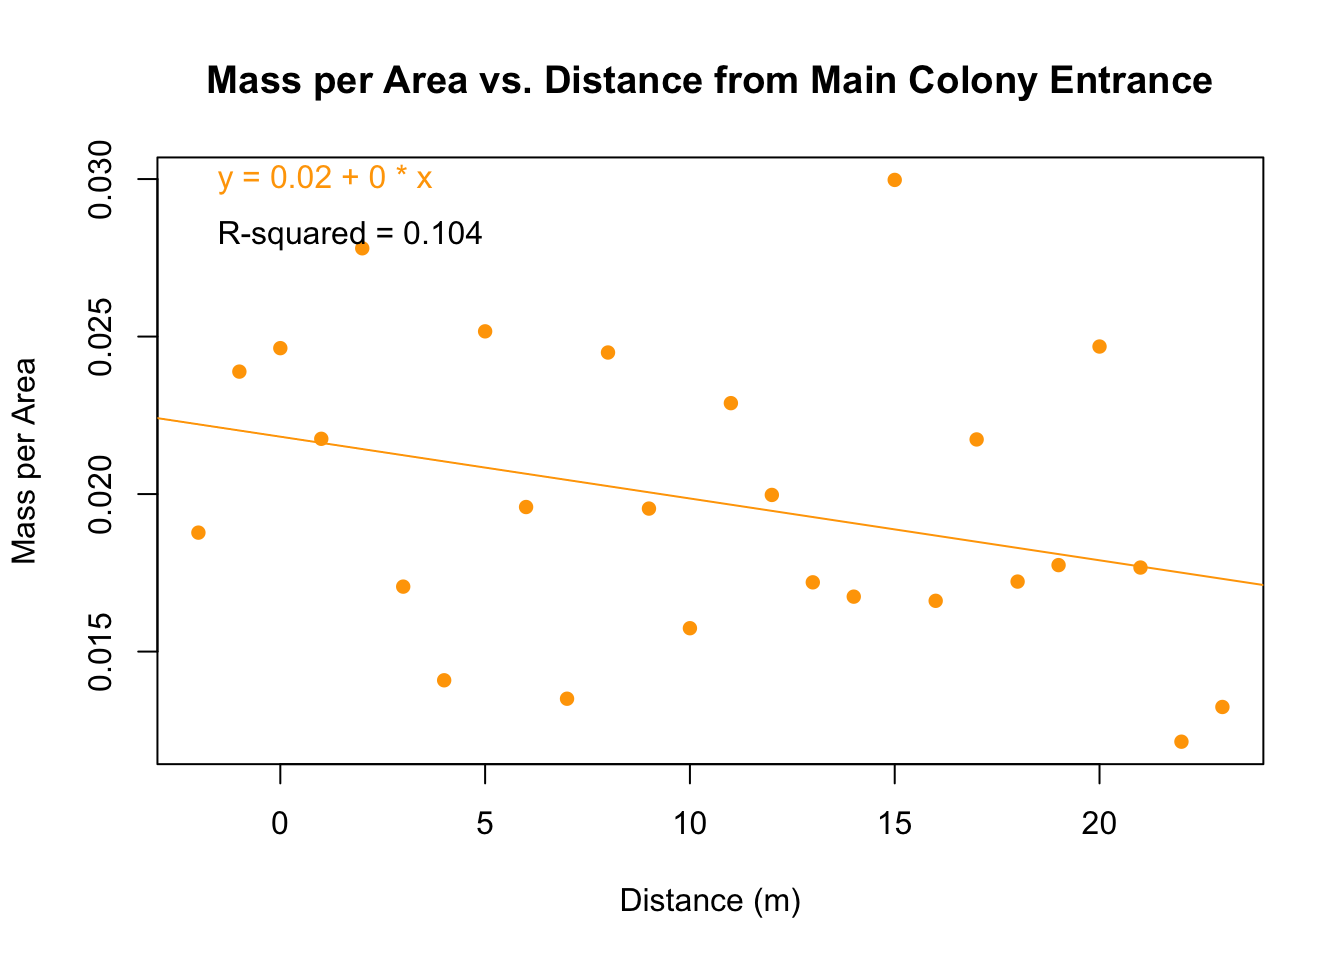 Mass per Area vs. Distance from Main Colony Entrance
y = 0.02 + 0 * x
R-squared = 0.104
Mass per Area
0.030
0.025
0.020
0.015
0 5 10 15 20
Distance (m)